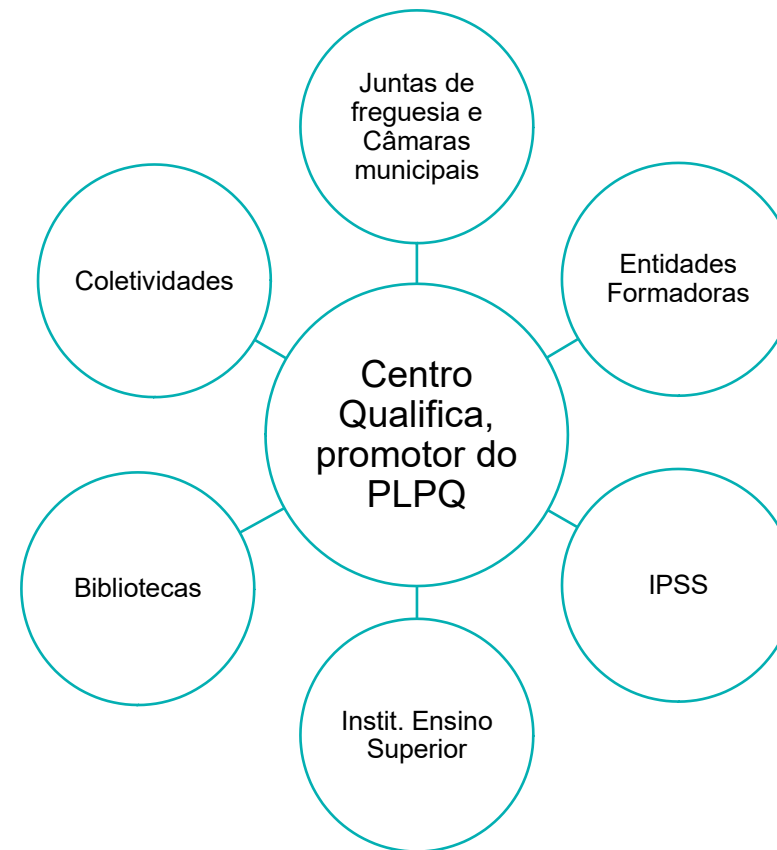 Juntas de
freguesia e
Câmaras
municipais
Coletividades
Entidades
Formadoras
Centro
Qualifica,
promotor do
PLPQ
Bibliotecas
IPSS
Instit. Ensino
Superior